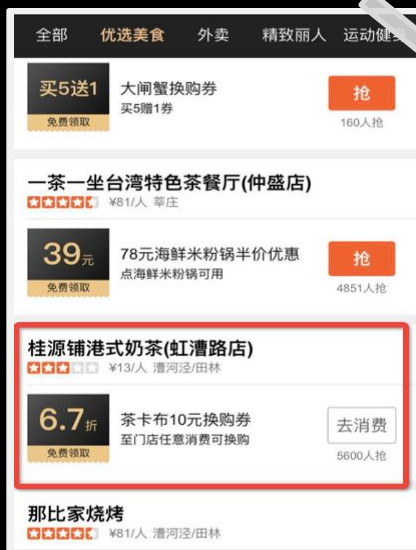 全部 优选美食 外卖 精致丽人 运动健身
买5送1 大闸蟹换购券 抢
买5赠1券
免费领取 160人抢
一茶一坐台湾特色茶餐厅(仲盛店)
¥81/人 莘庄
39元 78元海鲜米粉锅半价优惠 抢
点海鲜米粉锅可用
免费领取 4851人抢
桂源铺港式奶茶(虹漕路店)
¥13/人 漕河泾/田林
6.7折 茶卡布10元换购券 去消费
至门店任意消费可换购
免费领取 5600人抢
那比家烧烤
¥81/人 漕河泾/田林